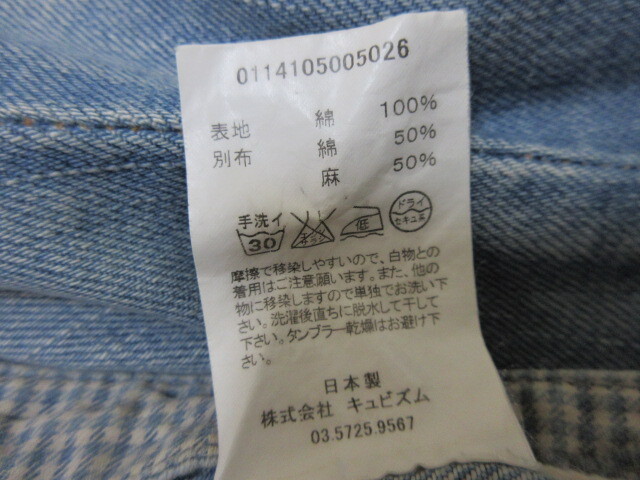 0114105005026
表地 綿 100%
別布 綿 50%
麻 50%
手洗イ
30 エンソ 低 ドライ セキユ系
摩擦で移染しやすいので、白物との
着用はご注意願います。また、他の
物に移染しますので単独でお洗い下
さい。洗濯後直ちに脱水して干して
下さい。タンブラー乾燥はお避け下
さい。
日本製
株式会社 キュビズム
03.5725.9567